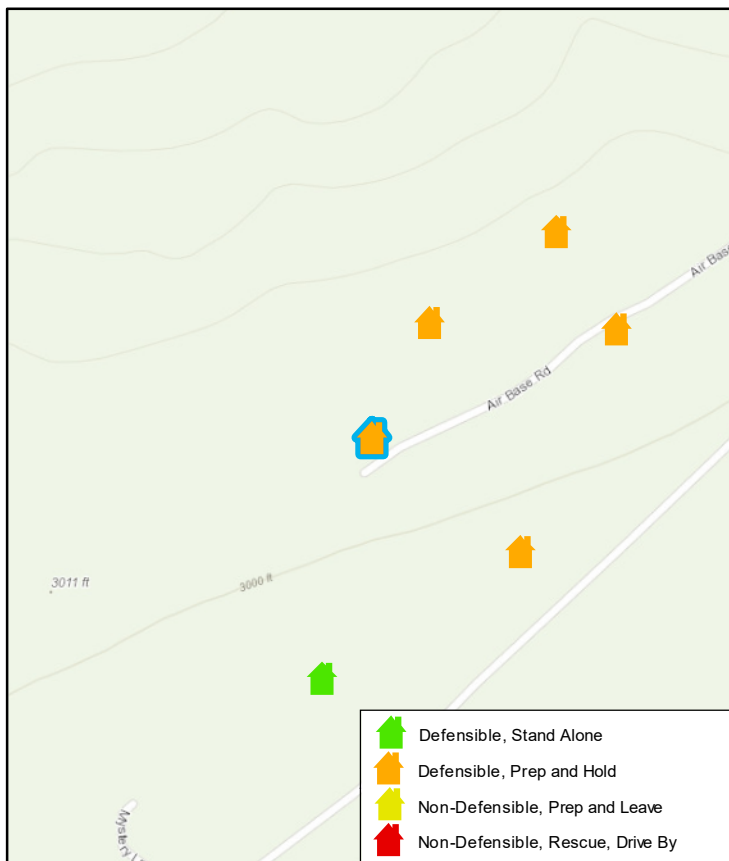 Air Base
Air Base Rd
3011 ft
3000 ft
Defensible, Stand Alone
Defensible, Prep and Hold
Non-Defensible, Prep and Leave
Non-Defensible, Rescue, Drive By
Mystery